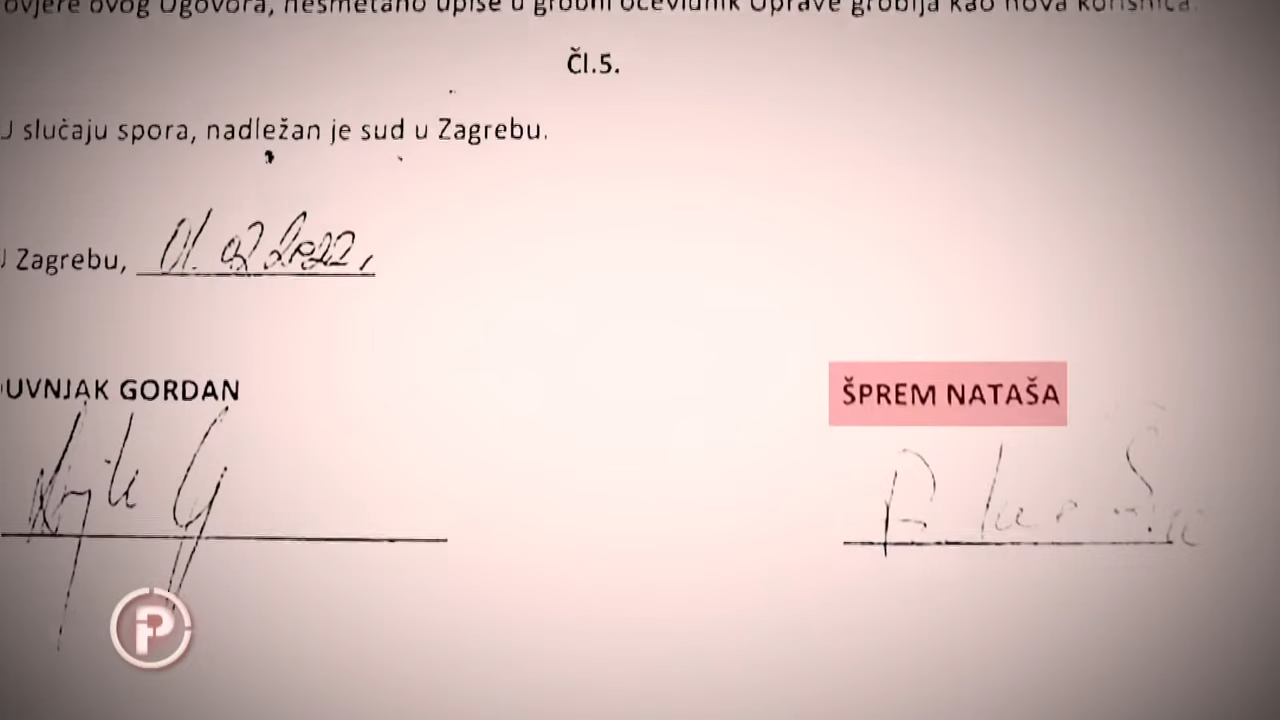 ovjere ovog Ugovora, nesmetano upiše u grobni očevidnik Uprave groblja kao nova korisnica.
Čl.5.
U slučaju spora, nadležan je sud u Zagrebu.
U Zagrebu, 01.02.2022,
DUVNJAK GORDAN
ŠPREM NATAŠA
P